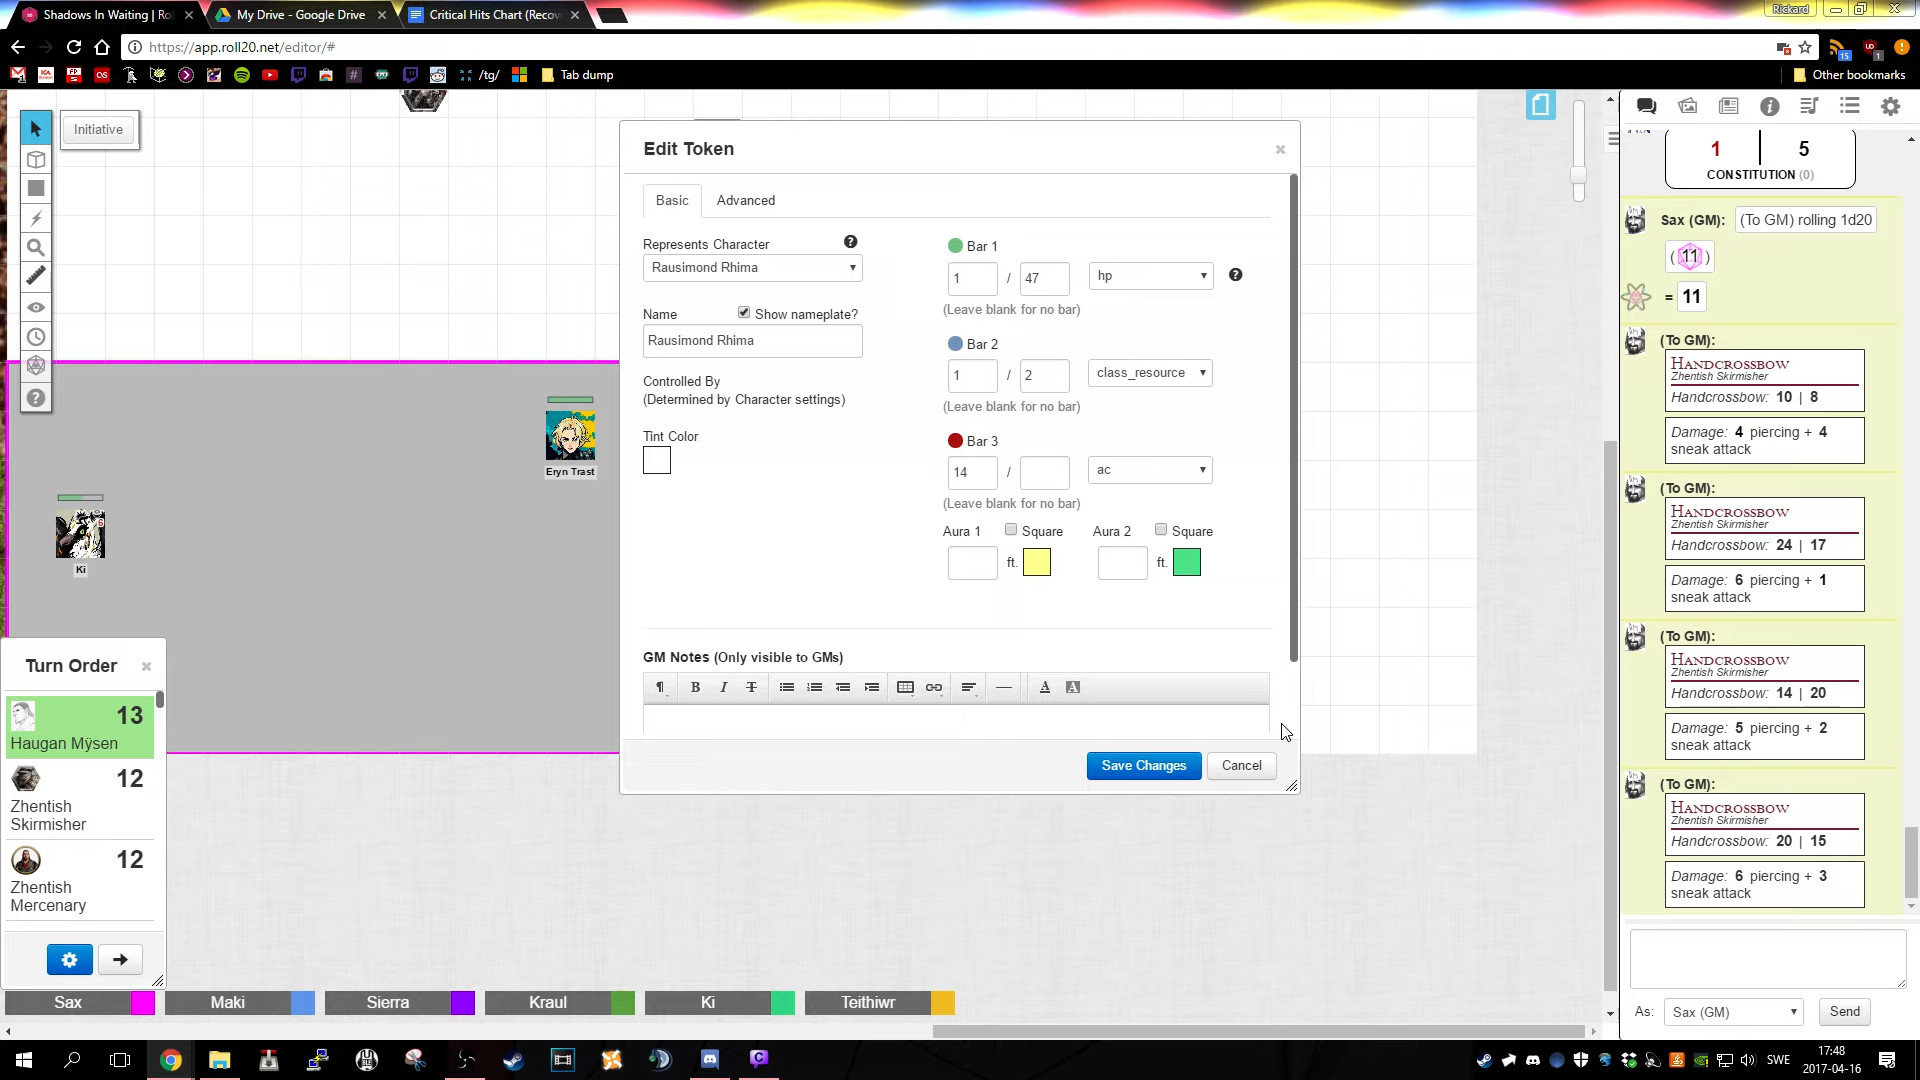 Shadows In Waiting | Rol
My Drive - Google Drive
Critical Hits Chart (Recov
Rickard
https://app.roll20.net/editor/#
/tg/
Tab dump
Other bookmarks
Initiative
Edit Token
Basic
Advanced
Represents Character
Rausimond Rhima
Name
Show nameplate?
Rausimond Rhima
Controlled By
(Determined by Character settings)
Tint Color
Bar 1
1 / 47
hp
(Leave blank for no bar)
Bar 2
1 / 2
class_resource
(Leave blank for no bar)
Bar 3
14 /
ac
(Leave blank for no bar)
Aura 1
Square
Aura 2
Square
ft.
ft.
GM Notes (Only visible to GMs)
Save Changes
Cancel
Eryn Trast
Ki
Turn Order
13
Haugan Mÿsen
12
Zhentish
Skirmisher
12
Zhentish
Mercenary
Sax
Maki
Sierra
Kraul
Ki
Teithiwr
1 | 5
CONSTITUTION (0)
Sax (GM):
(To GM) rolling 1d20
(11)
= 11
(To GM):
HANDCROSSBOW
Zhentish Skirmisher
Handcrossbow: 10 | 8
Damage: 4 piercing + 4
sneak attack
(To GM):
HANDCROSSBOW
Zhentish Skirmisher
Handcrossbow: 24 | 17
Damage: 6 piercing + 1
sneak attack
(To GM):
HANDCROSSBOW
Zhentish Skirmisher
Handcrossbow: 14 | 20
Damage: 5 piercing + 2
sneak attack
(To GM):
HANDCROSSBOW
Zhentish Skirmisher
Handcrossbow: 20 | 15
Damage: 6 piercing + 3
sneak attack
As:
Sax (GM)
Send
SWE
17:48
2017-04-16